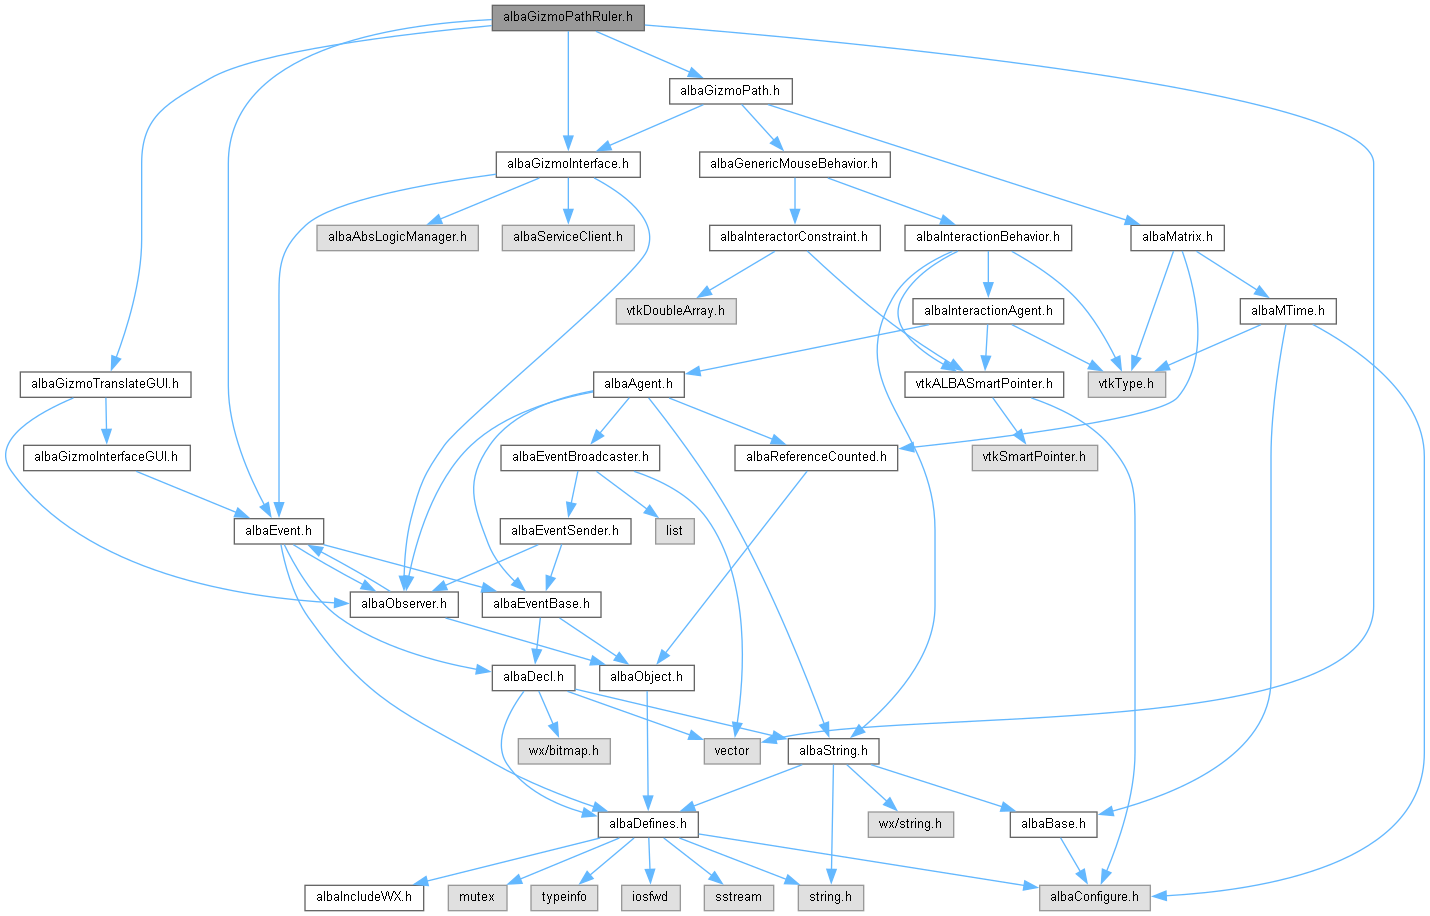 albaGizmoPathRuler.h
albaGizmoPath.h
albaGizmoInterface.h
albaGenericMouseBehavior.h
albaAbsLogicManager.h
albaServiceClient.h
albaInteractorConstraint.h
albaInteractionBehavior.h
albaMatrix.h
vtkDoubleArray.h
albaInteractionAgent.h
albaMTime.h
albaGizmoTranslateGUI.h
albaAgent.h
vtkALBASmartPointer.h
vtkType.h
albaGizmoInterfaceGUI.h
albaEventBroadcaster.h
albaReferenceCounted.h
vtkSmartPointer.h
albaEvent.h
albaEventSender.h
list
albaObserver.h
albaEventBase.h
albaDecl.h
albaObject.h
wx/bitmap.h
vector
albaString.h
albaDefines.h
wx/string.h
albaBase.h
albaIncludeWX.h
mutex
typeinfo
iosfwd
sstream
string.h
albaConfigure.h